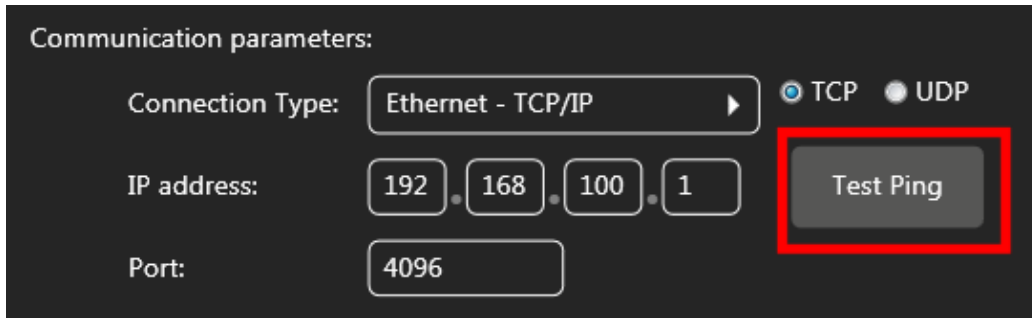 Communication parameters:
Connection Type: Ethernet - TCP/IP TCP UDP
IP address: 192.168.100.1 Test Ping
Port: 4096